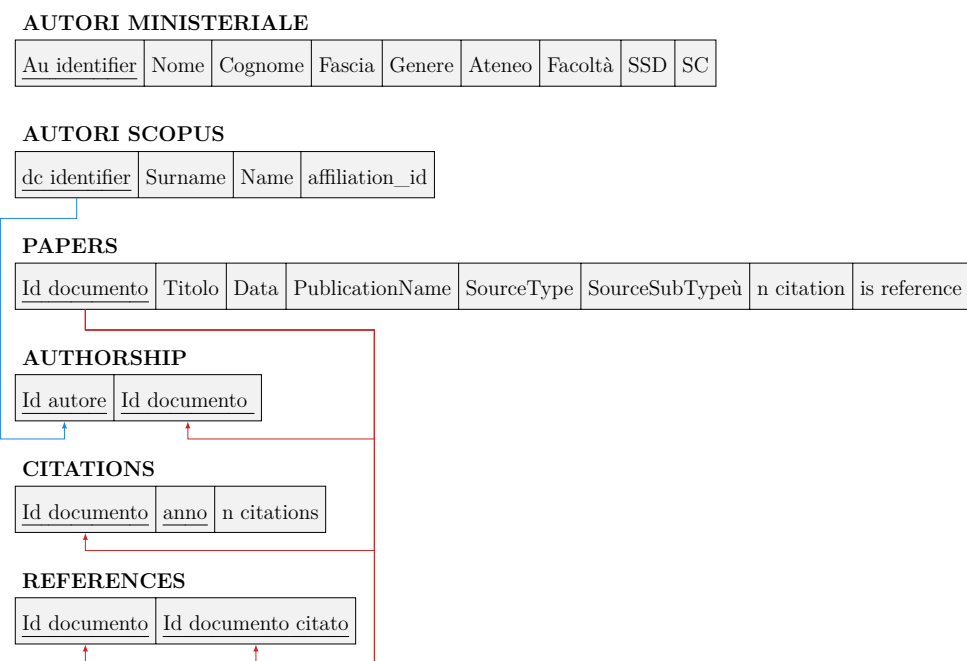 AUTORI MINISTERIALE
Au identifier Nome Cognome Fascia Genere Ateneo Facoltà SSD SC
AUTORI SCOPUS
dc identifier Surname Name affiliation_id
PAPERS
Id documento Titolo Data PublicationName SourceType SourceSubTypeù n citation is reference
AUTHORSHIP
Id autore Id documento
CITATIONS
Id documento anno n citations
REFERENCES
Id documento Id documento citato